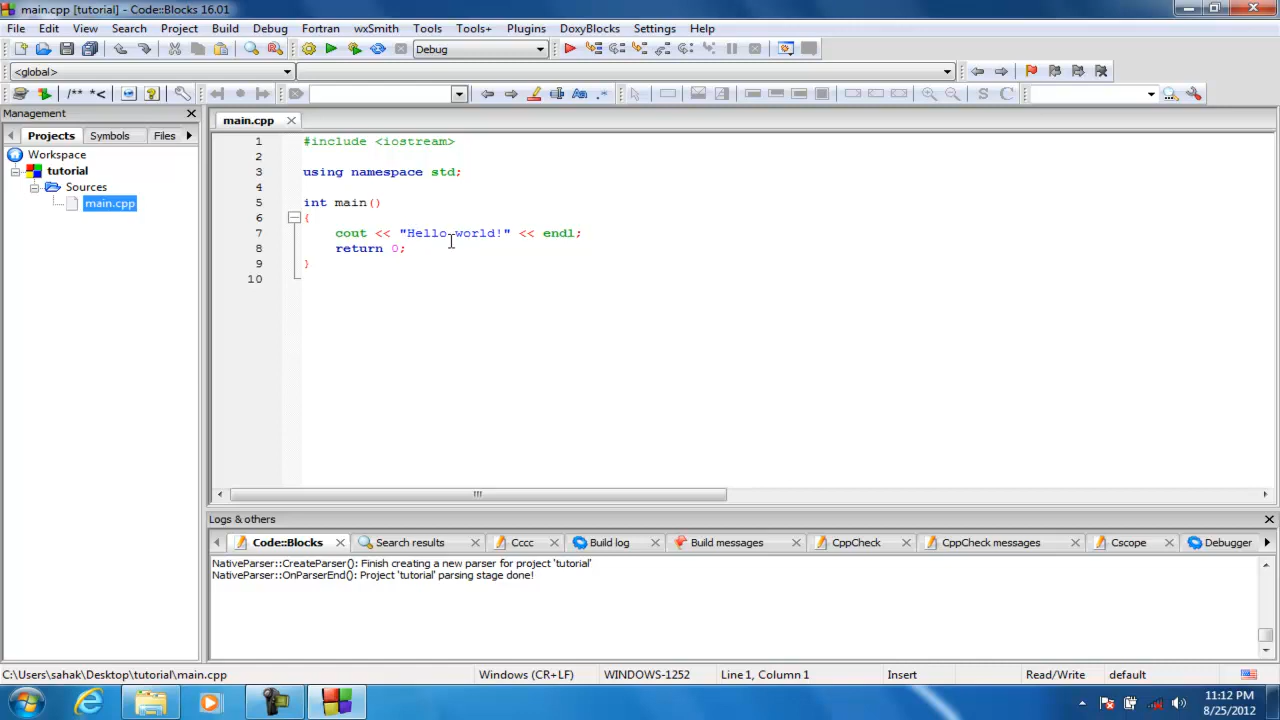 main.cpp [tutorial] - Code::Blocks 16.01
File Edit View Search Project Build Debug Fortran wxSmith Tools Tools+ Plugins DoxyBlocks Settings Help
Debug
<global>
/** *<
Aa .*
S C
Management
Projects Symbols Files
main.cpp
Workspace
tutorial
Sources
main.cpp
1 #include <iostream>
2
3 using namespace std;
4
5 int main()
6 {
7 cout << "Hello world!" << endl;
8 return 0;
9 }
10
Logs & others
Code::Blocks Search results Cccc Build log Build messages CppCheck CppCheck messages Cscope Debugger
NativeParser::CreateParser(): Finish creating a new parser for project 'tutorial'
NativeParser::OnParserEnd(): Project 'tutorial' parsing stage done!
C:\Users\sahak\Desktop\tutorial\main.cpp Windows (CR+LF) WINDOWS-1252 Line 1, Column 1 Insert Read/Write default
11:12 PM
8/25/2012